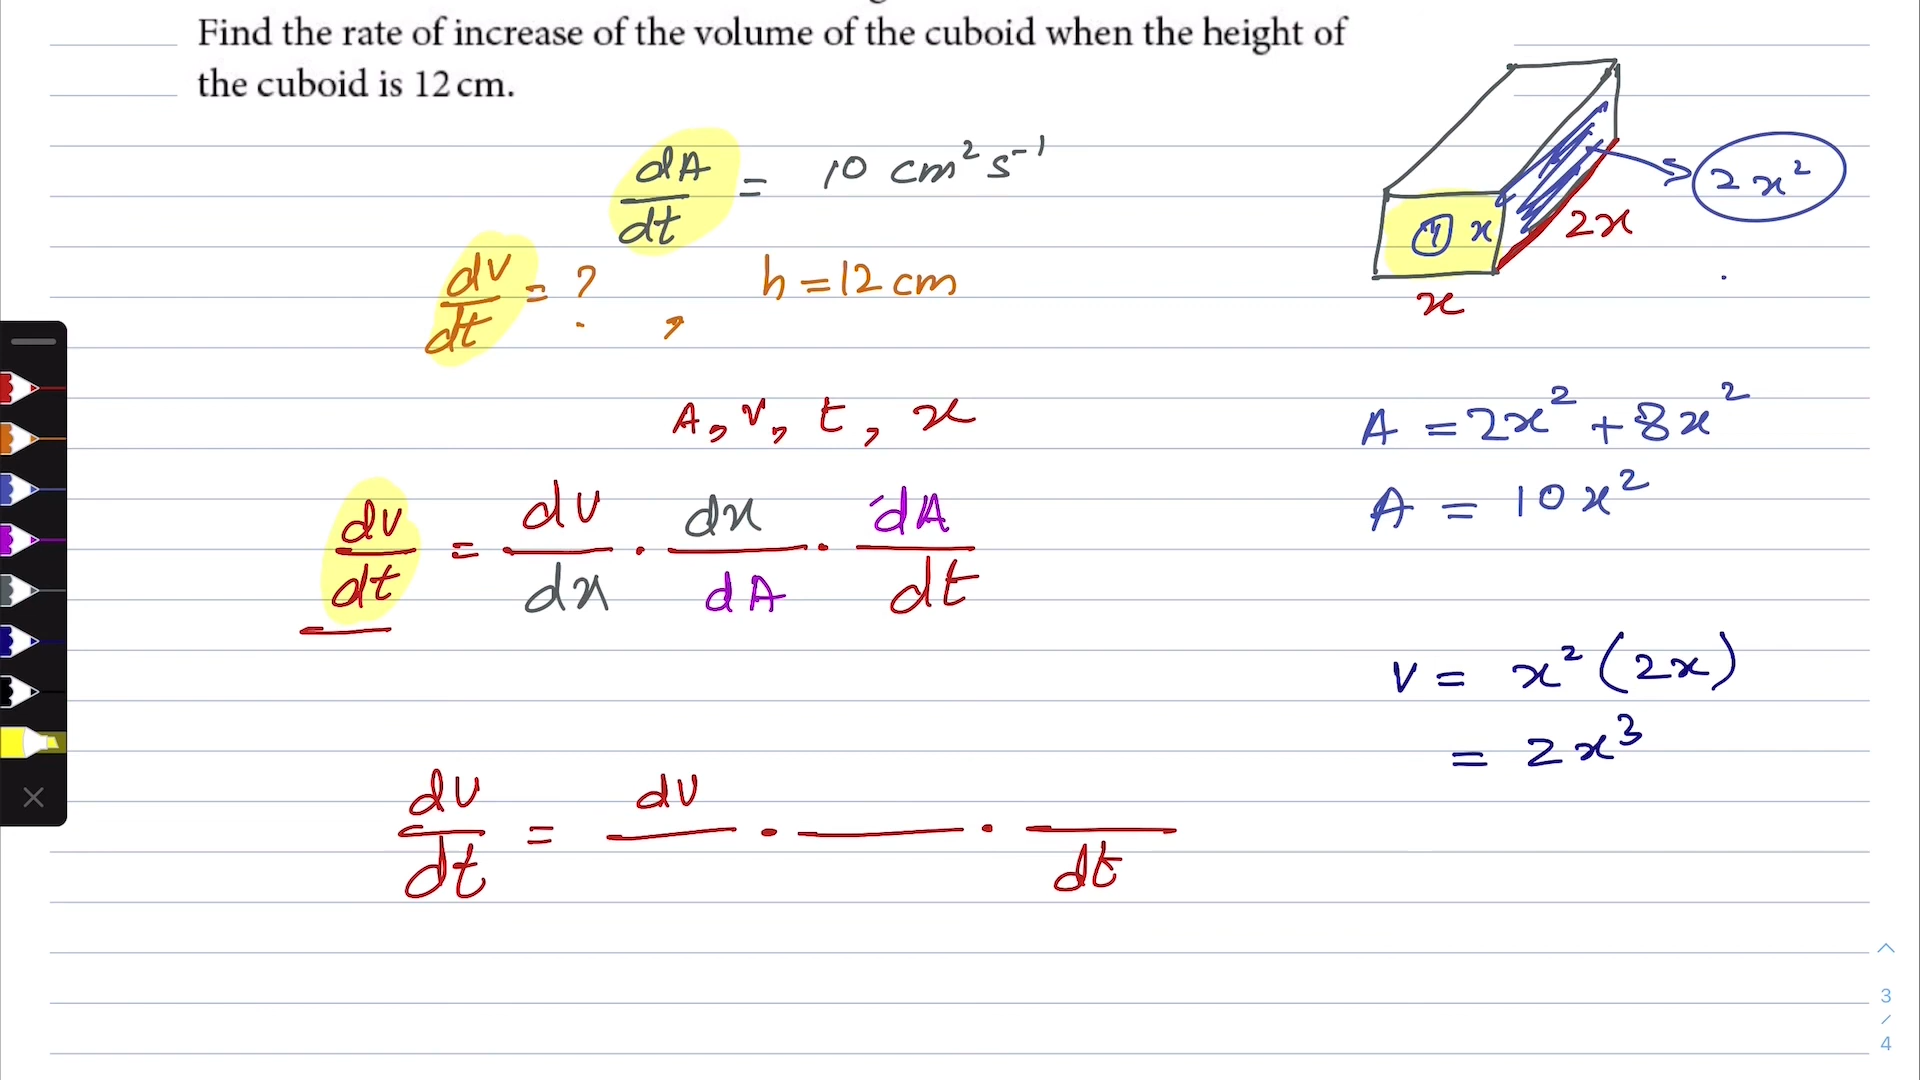 Find the rate of increase of the volume of the cuboid when the height of
the cuboid is 12 cm.
dA/dt = 10 cm² s⁻¹
2x²
x
2x
x
dv/dt = ? , h = 12 cm
A, v, t, x
A = 2x² + 8x²
A = 10x²
dv/dt = dv/dx · dx/dA · dA/dt
v = x² (2x)
= 2x³
dv/dt = dv/ · / · /dt
3
/
4